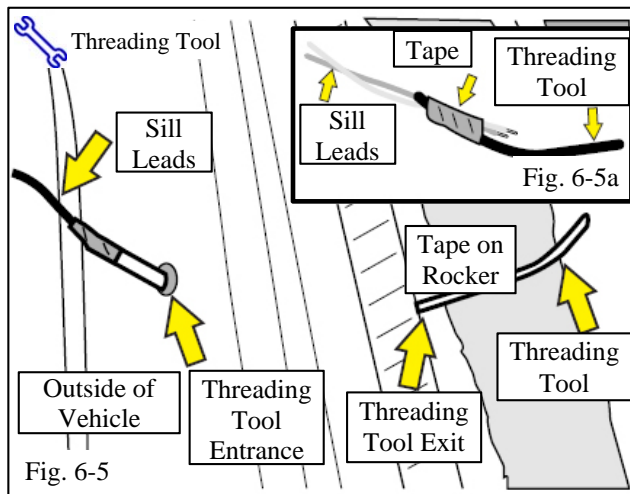 Threading Tool
Sill
Leads
Tape
Threading
Tool
Sill
Leads
Fig. 6-5a
Tape on
Rocker
Outside of
Vehicle
Threading
Tool
Entrance
Threading
Tool Exit
Threading
Tool
Fig. 6-5